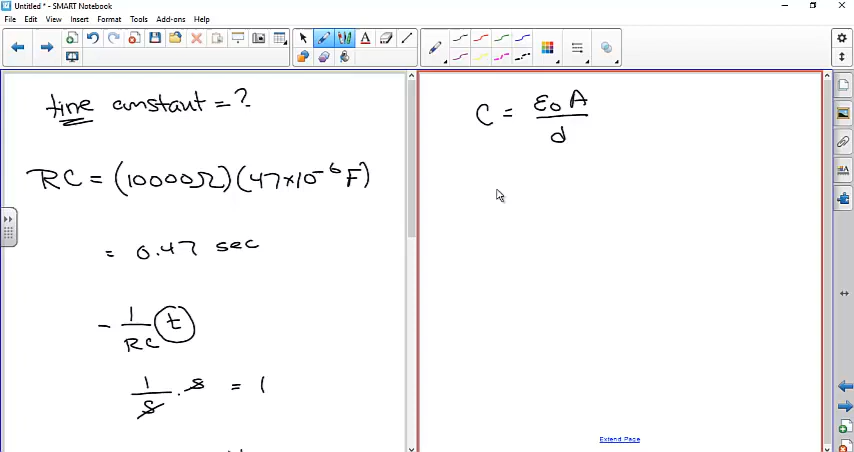 Untitled * - SMART Notebook
File Edit View Insert Format Tools Add-ons Help
time constant = ?
RC = (10000Ω)(47×10⁻⁶ F)
= 0.47 sec
- 1/RC t
1/s · s = 1
C = ε₀A/d
Extend Page